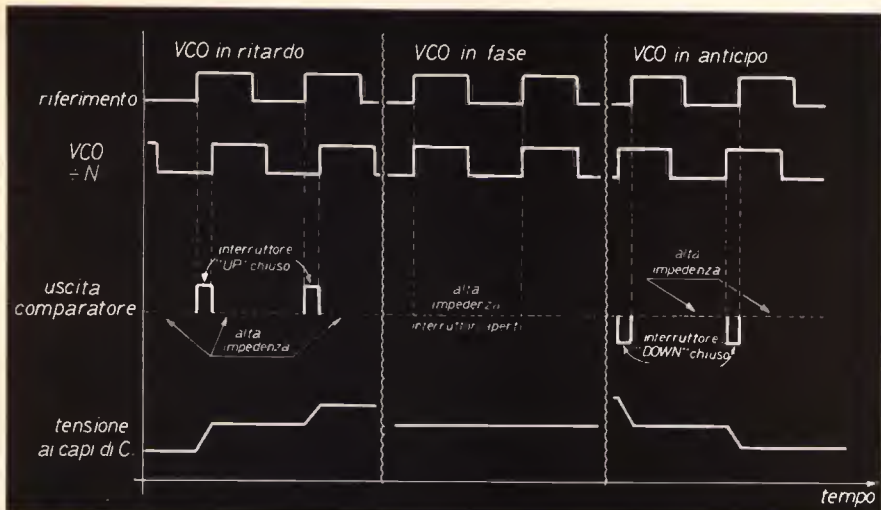 VCO in ritardo
VCO in fase
VCO in anticipo
riferimento
VCO
÷ N
interruttore
"UP" chiuso
alta
impedenza
alta
impedenza
interruttori aperti
alta
impedenza
interruttore
"DOWN" chiuso
uscita
comparatore
tensione
ai capi di C.
tempo